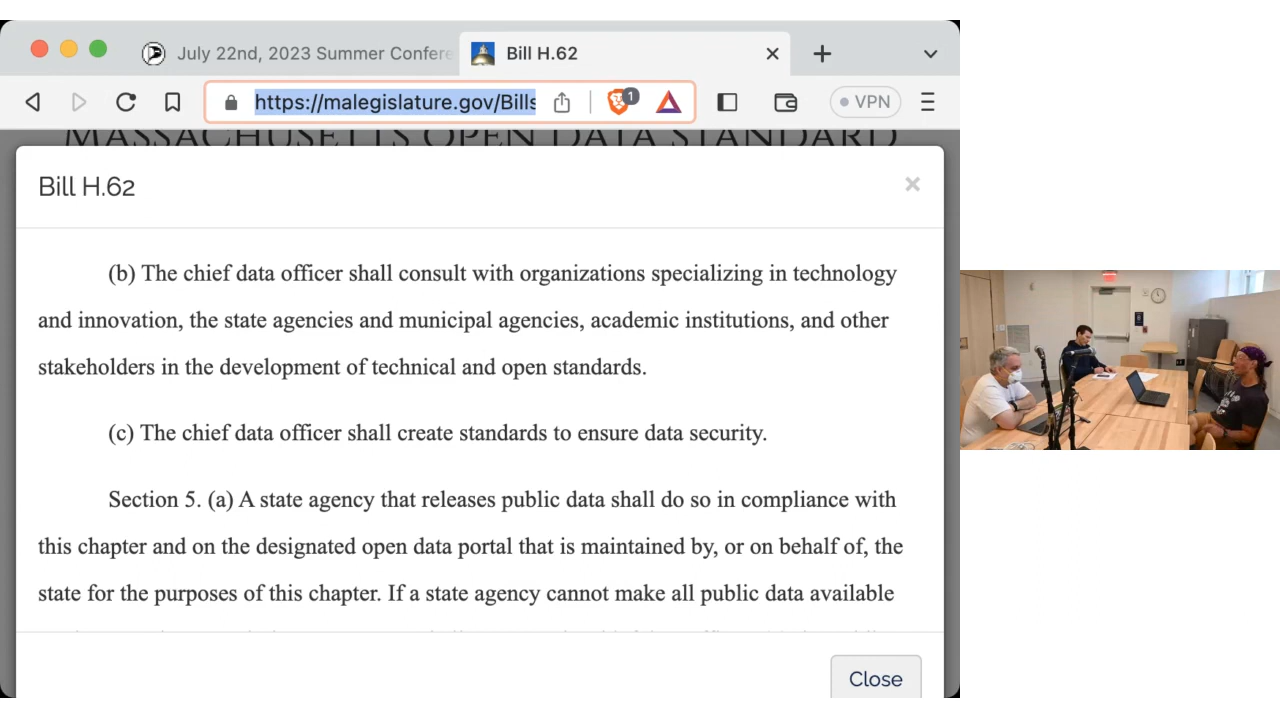 July 22nd, 2023 Summer Confere
Bill H.62
https://malegislature.gov/Bills
1
VPN
MASSACHUSETTS OPEN DATA STANDARD
Bill H.62
(b) The chief data officer shall consult with organizations specializing in technology
and innovation, the state agencies and municipal agencies, academic institutions, and other
stakeholders in the development of technical and open standards.
(c) The chief data officer shall create standards to ensure data security.
Section 5. (a) A state agency that releases public data shall do so in compliance with
this chapter and on the designated open data portal that is maintained by, or on behalf of, the
state for the purposes of this chapter. If a state agency cannot make all public data available
Close